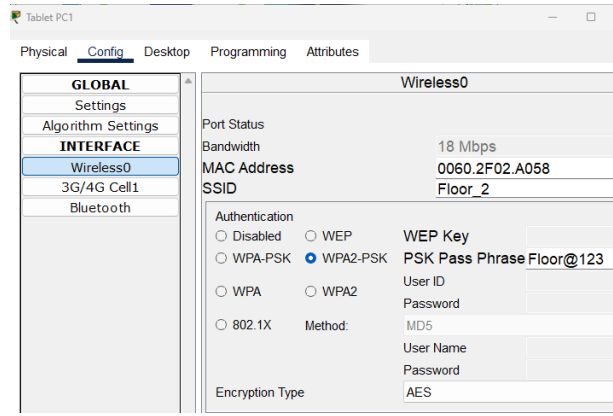 Tablet PC1
Physical Config Desktop Programming Attributes
GLOBAL
Settings
Algorithm Settings
INTERFACE
Wireless0
3G/4G Cell1
Bluetooth
Wireless0
Port Status
Bandwidth 18 Mbps
MAC Address 0060.2F02.A058
SSID Floor_2
Authentication
Disabled WEP WEP Key
WPA-PSK WPA2-PSK PSK Pass Phrase Floor@123
User ID
WPA WPA2
Password
802.1X Method: MD5
User Name
Password
Encryption Type AES